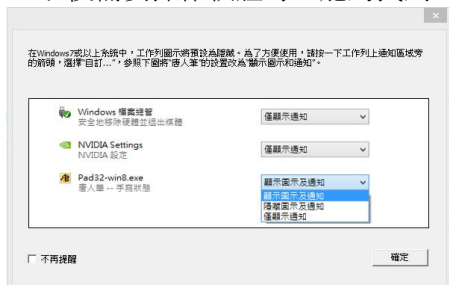 在Windows7或以上系統中，工作列圖示將預設為隱藏。為了方便使用，請按一下工作列上通知區域旁
的箭頭，選擇"自訂..."，參照下圖將"唐人筆"的設置改為"顯示圖示和通知"。
Windows 檔案總管
安全地移除硬體並退出媒體
僅顯示通知
NVIDIA Settings
NVIDIA 設定
僅顯示通知
Pad32-win8.exe
唐人筆 -- 手寫狀態
顯示圖示及通知
顯示圖示及通知
隱藏圖示及通知
僅顯示通知
不再提醒
確定